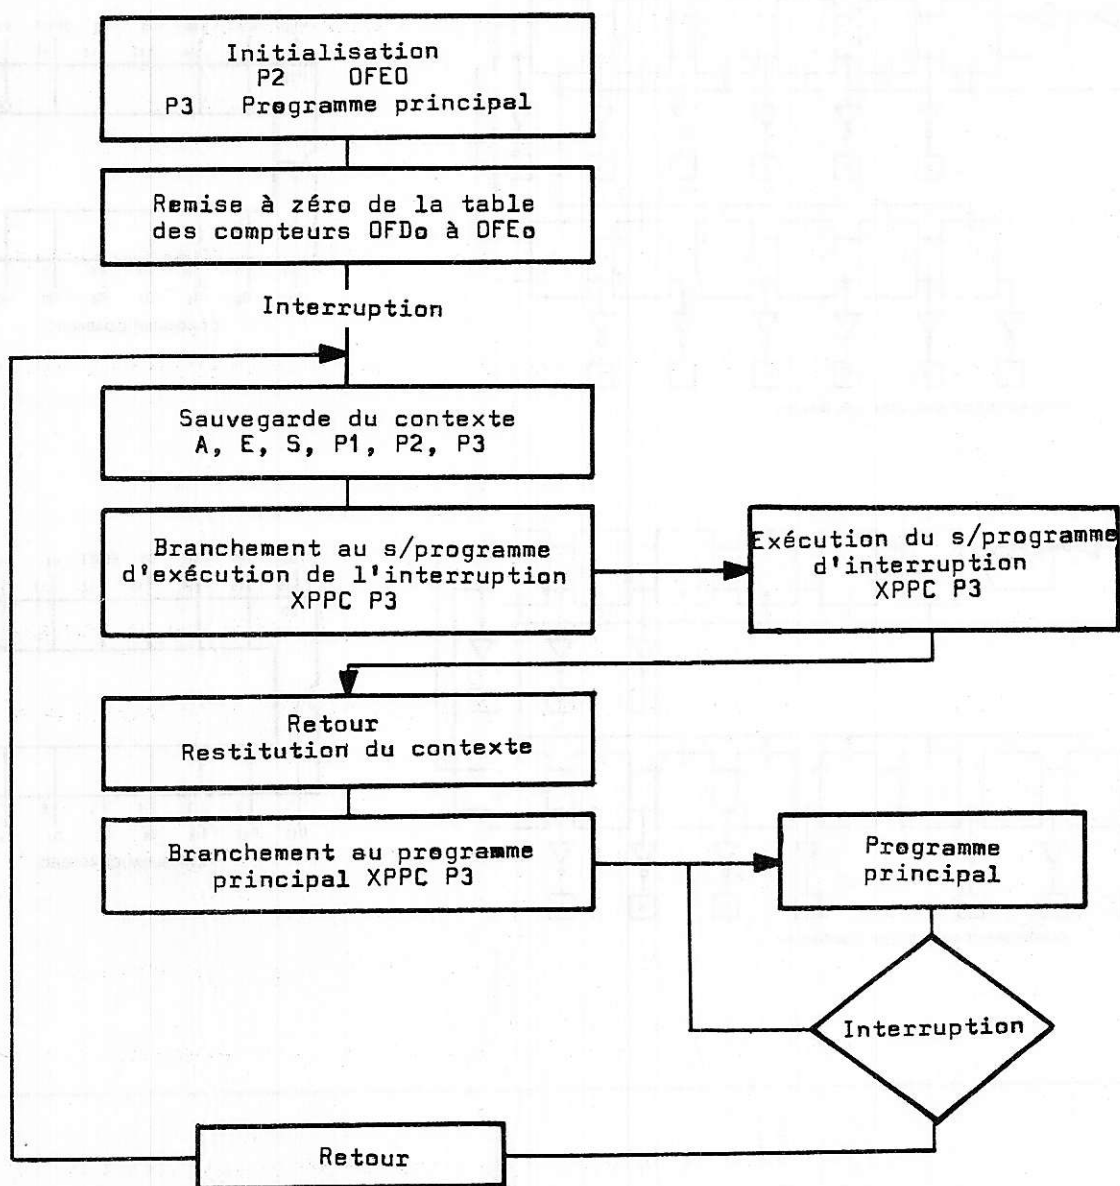 Initialisation
P2 OFEO
P3 Programme principal
Remise à zéro de la table
des compteurs OFDo à OFEo
Interruption
Sauvegarde du contexte
A, E, S, P1, P2, P3
Branchement au s/programme
d'exécution de l'interruption
XPPC P3
Exécution du s/programme
d'interruption
XPPC P3
Retour
Restitution du contexte
Branchement au programme
principal XPPC P3
Programme
principal
Interruption
Retour